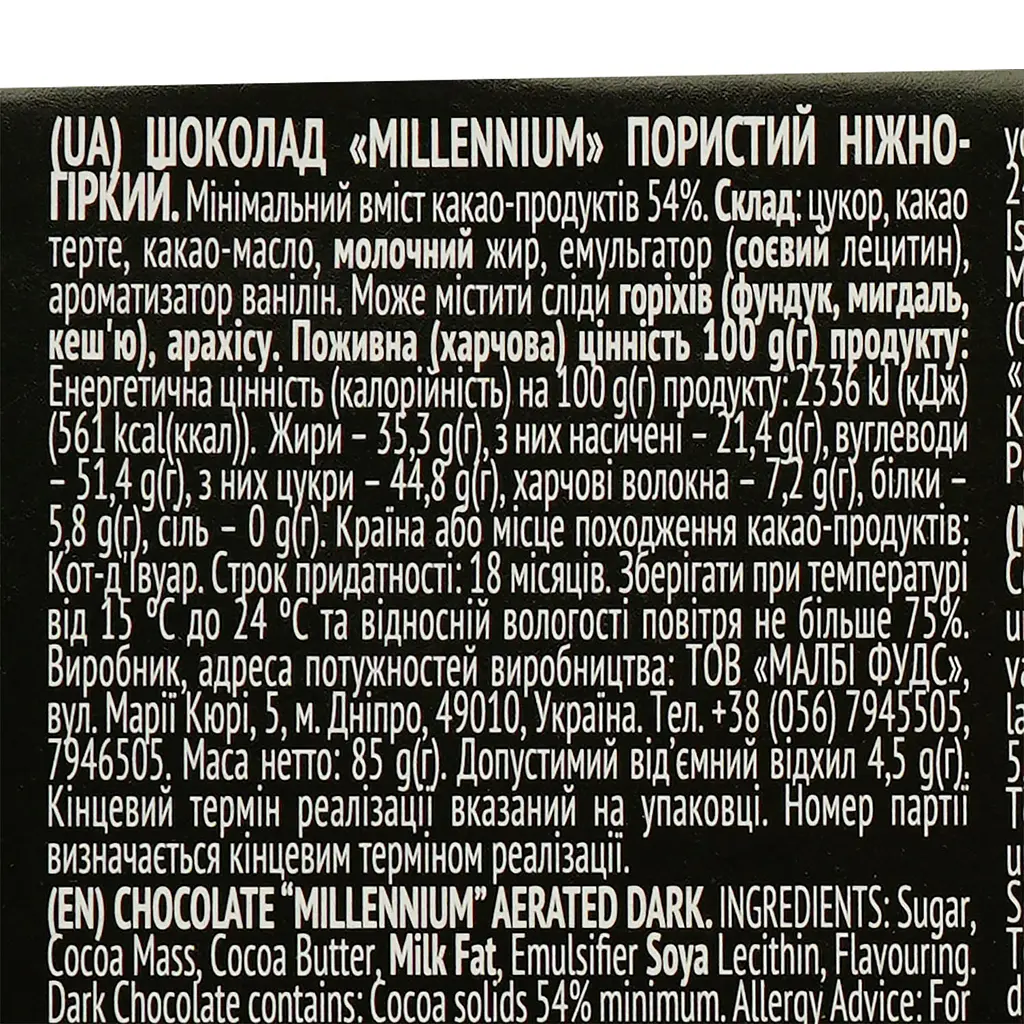 (UA) ШОКОЛАД «MILLENNIUM» ПОРИСТИЙ НІЖНО-
ГІРКИЙ. Мінімальний вміст какао-продуктів 54%. Склад: цукор, какао
терте, какао-масло, молочний жир, емульгатор (соєвий лецитин),
ароматизатор ванілін. Може містити сліди горіхів (фундук, мигдаль,
кеш'ю), арахісу. Поживна (харчова) цінність 100 g(г) продукту:
Енергетична цінність (калорійність) на 100 g(г) продукту: 2336 kJ (кДж)
(561 kcal(ккал)). Жири – 35,3 g(г), з них насичені – 21,4 g(г), вуглеводи
– 51,4 g(г), з них цукри – 44,8 g(г), харчові волокна – 7,2 g(г), білки –
5,8 g(г), сіль – 0 g(г). Країна або місце походження какао-продуктів:
Кот-д'Івуар. Строк придатності: 18 місяців. Зберігати при температурі
від 15 °C до 24 °C та відносній вологості повітря не більше 75%.
Виробник, адреса потужностей виробництва: ТОВ «МАЛБІ ФУДС»,
вул. Марії Кюрі, 5, м. Дніпро, 49010, Україна. Тел. +38 (056) 7945505,
7946505. Маса нетто: 85 g(г). Допустимий від'ємний відхил 4,5 g(г).
Кінцевий термін реалізації вказаний на упаковці. Номер партії
визначається кінцевим терміном реалізації.
(EN) CHOCOLATE “MILLENNIUM” AERATED DARK. INGREDIENTS: Sugar,
Cocoa Mass, Cocoa Butter, Milk Fat, Emulsifier Soya Lecithin, Flavouring.
Dark Chocolate contains: Cocoa solids 54% minimum. Allergy Advice: For